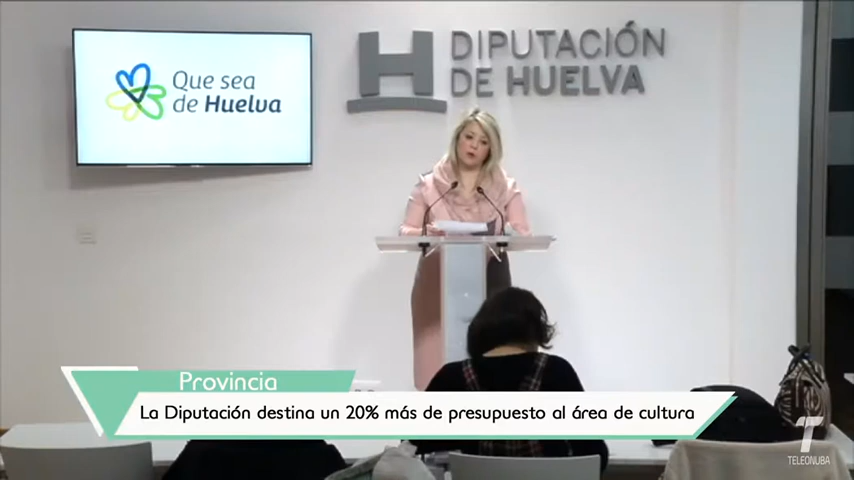 Que sea
de Huelva
DIPUTACIÓN
DE HUELVA
Provincia
La Diputación destina un 20% más de presupuesto al área de cultura
TELEONUBA